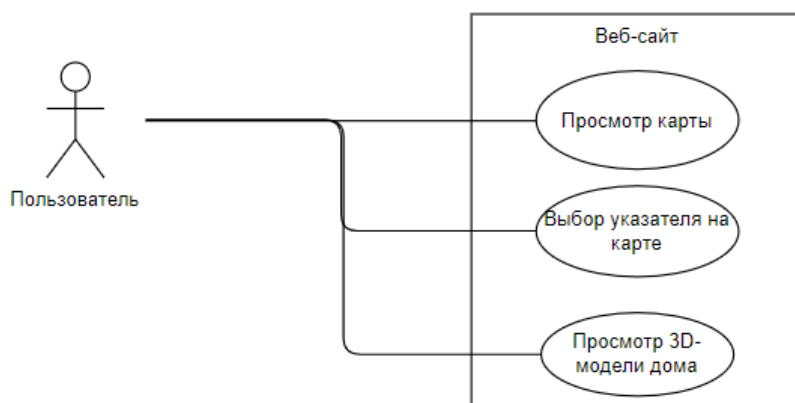 Веб-сайт
Просмотр карты
Пользователь
Выбор указателя на
карте
Просмотр 3D-
модели дома